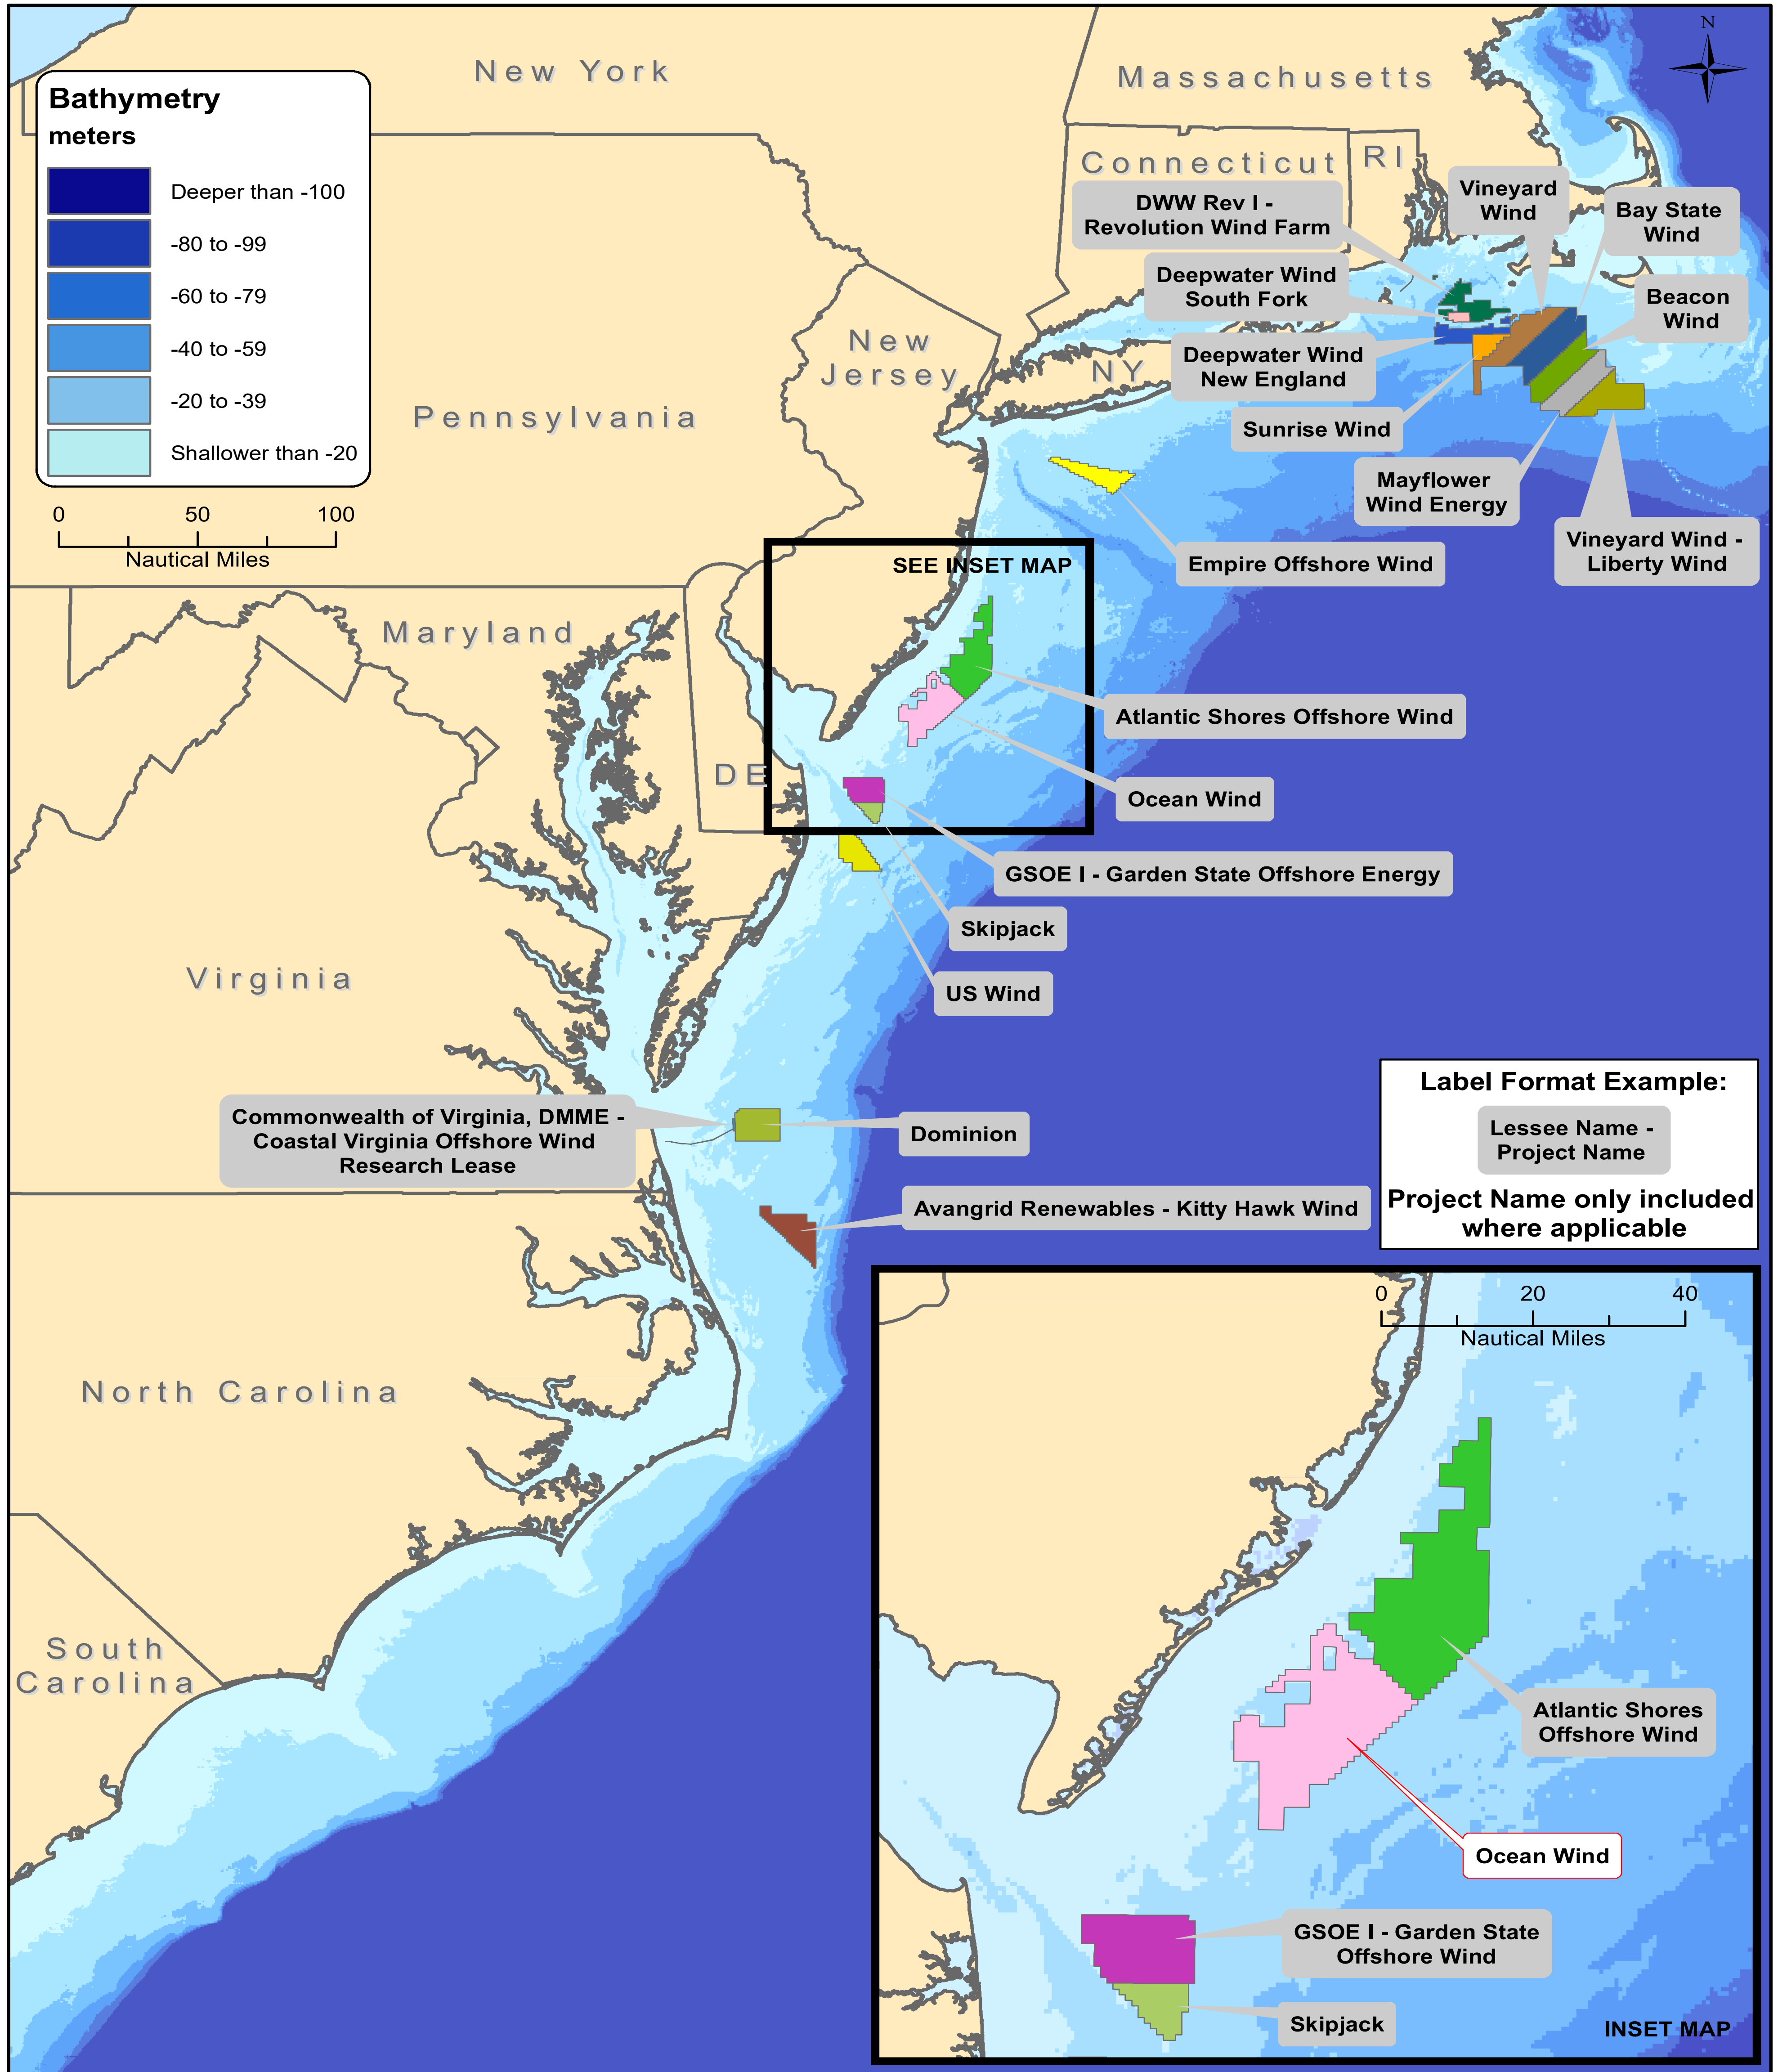 N
New York
Massachusetts
Bathymetry
meters
Deeper than -100
-80 to -99
-60 to -79
-40 to -59
-20 to -39
Shallower than -20
0 50 100
Nautical Miles
Connecticut
RI
Vineyard
Wind
Bay State
Wind
DWW Rev I -
Revolution Wind Farm
Deepwater Wind
South Fork
Beacon
Wind
Deepwater Wind
New England
New
Jersey
NY
Pennsylvania
Sunrise Wind
Mayflower
Wind Energy
Vineyard Wind -
Liberty Wind
Empire Offshore Wind
SEE INSET MAP
Maryland
Atlantic Shores Offshore Wind
DE
Ocean Wind
GSOE I - Garden State Offshore Energy
Skipjack
Virginia
US Wind
Commonwealth of Virginia, DMME -
Coastal Virginia Offshore Wind
Research Lease
Dominion
Avangrid Renewables - Kitty Hawk Wind
Label Format Example:
Lessee Name -
Project Name
Project Name only included
where applicable
North Carolina
South
Carolina
0 20 40
Nautical Miles
Atlantic Shores
Offshore Wind
Ocean Wind
GSOE I - Garden State
Offshore Wind
Skipjack
INSET MAP